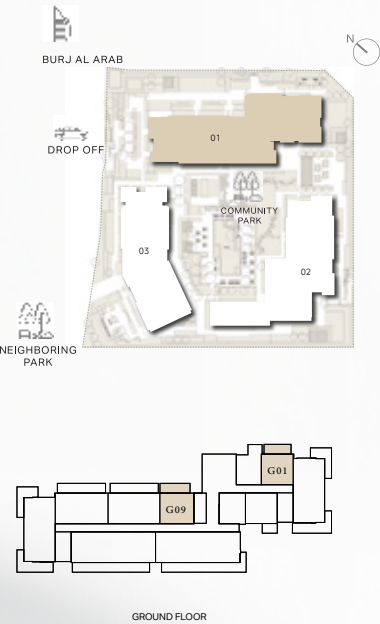 N
BURJ AL ARAB
01
DROP OFF
COMMUNITY
PARK
03
02
NEIGHBORING
PARK
G01
G09
GROUND FLOOR